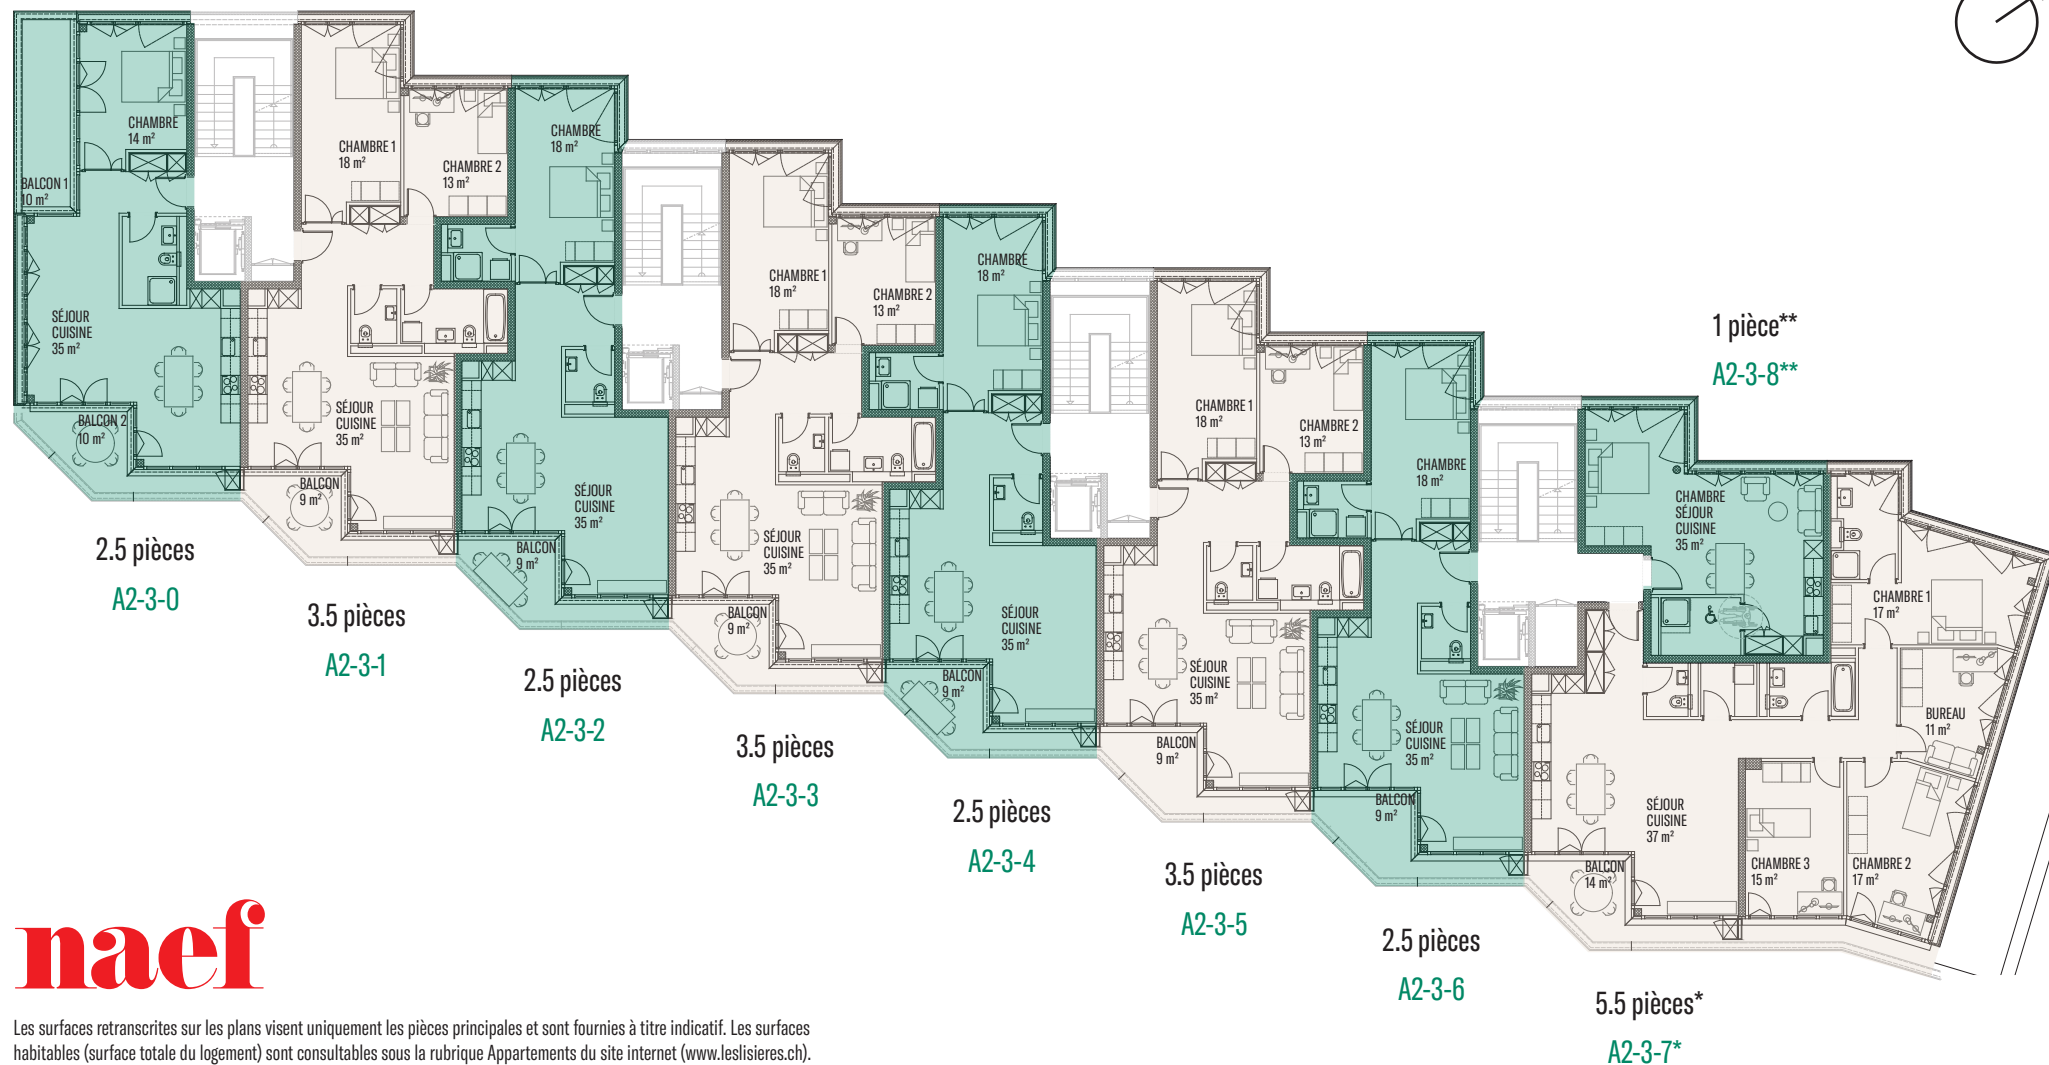 CHAMBRE
14 m²
BALCON 1
10 m²
SÉJOUR
CUISINE
35 m²
BALCON 2
10 m²
2.5 pièces
A2-3-0
CHAMBRE 1
18 m²
CHAMBRE 2
13 m²
SÉJOUR
CUISINE
35 m²
BALCON
9 m²
3.5 pièces
A2-3-1
CHAMBRE
18 m²
SÉJOUR
CUISINE
35 m²
BALCON
9 m²
2.5 pièces
A2-3-2
CHAMBRE 1
18 m²
CHAMBRE 2
13 m²
SÉJOUR
CUISINE
35 m²
BALCON
9 m²
3.5 pièces
A2-3-3
CHAMBRE
18 m²
SÉJOUR
CUISINE
35 m²
BALCON
9 m²
2.5 pièces
A2-3-4
CHAMBRE 1
18 m²
CHAMBRE 2
13 m²
SÉJOUR
CUISINE
35 m²
BALCON
9 m²
3.5 pièces
A2-3-5
CHAMBRE
18 m²
SÉJOUR
CUISINE
35 m²
BALCON
9 m²
2.5 pièces
A2-3-6
1 pièce**
A2-3-8**
CHAMBRE
SÉJOUR
CUISINE
35 m²
CHAMBRE 1
17 m²
BUREAU
11 m²
SÉJOUR
CUISINE
37 m²
CHAMBRE 3
15 m²
CHAMBRE 2
17 m²
BALCON
14 m²
5.5 pièces*
A2-3-7*
naef
Les surfaces retranscrites sur les plans visent uniquement les pièces principales et sont fournies à titre indicatif. Les surfaces
habitables (surface totale du logement) sont consultables sous la rubrique Appartements du site internet (www.leslisieres.ch).